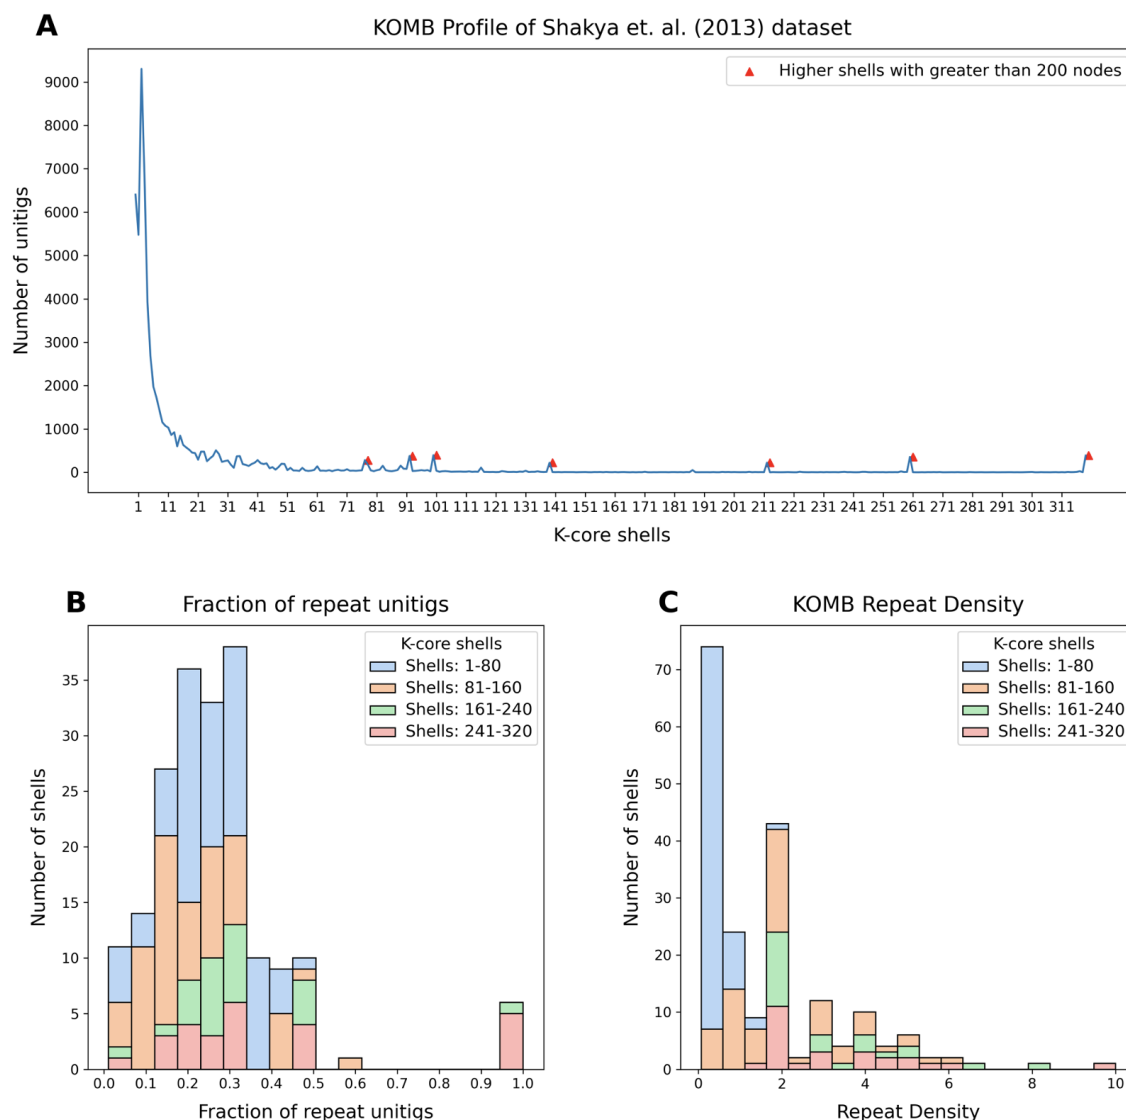 A
KOMB Profile of Shakya et. al. (2013) dataset
Higher shells with greater than 200 nodes
Number of unitigs
9000
8000
7000
6000
5000
4000
3000
2000
1000
0
1 11 21 31 41 51 61 71 81 91 101 111 121 131 141 151 161 171 181 191 201 211 221 231 241 251 261 271 281 291 301 311
K-core shells
B
Fraction of repeat unitigs
K-core shells
Shells: 1-80
Shells: 81-160
Shells: 161-240
Shells: 241-320
Number of shells
35
30
25
20
15
10
5
0
0.0 0.1 0.2 0.3 0.4 0.5 0.6 0.7 0.8 0.9 1.0
Fraction of repeat unitigs
C
KOMB Repeat Density
K-core shells
Shells: 1-80
Shells: 81-160
Shells: 161-240
Shells: 241-320
Number of shells
70
60
50
40
30
20
10
0
0 2 4 6 8 10
Repeat Density